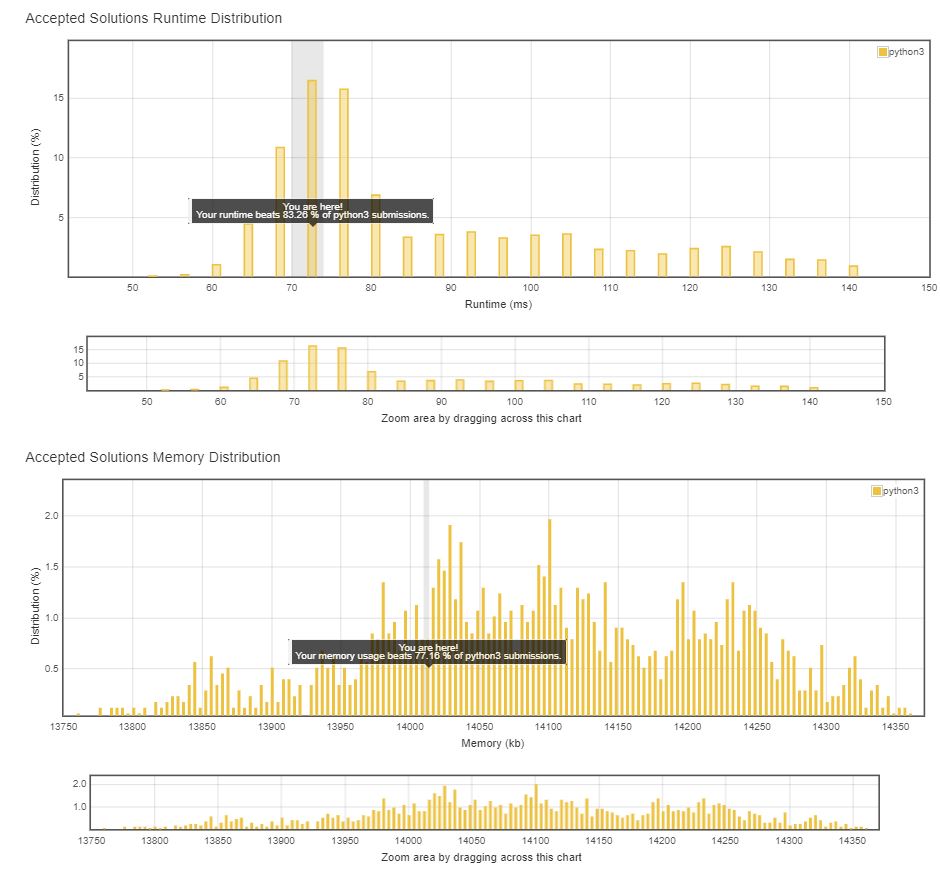 Accepted Solutions Runtime Distribution
python3
15
10
5
Distribution (%)
You are here!
Your runtime beats 83.26 % of python3 submissions.
50 60 70 80 90 100 110 120 130 140 150
Runtime (ms)
15
10
5
50 60 70 80 90 100 110 120 130 140 150
Zoom area by dragging across this chart
Accepted Solutions Memory Distribution
python3
2.0
1.5
1.0
0.5
Distribution (%)
You are here!
Your memory usage beats 77.16 % of python3 submissions.
13750 13800 13850 13900 13950 14000 14050 14100 14150 14200 14250 14300 14350
Memory (kb)
2.0
1.0
13750 13800 13850 13900 13950 14000 14050 14100 14150 14200 14250 14300 14350
Zoom area by dragging across this chart